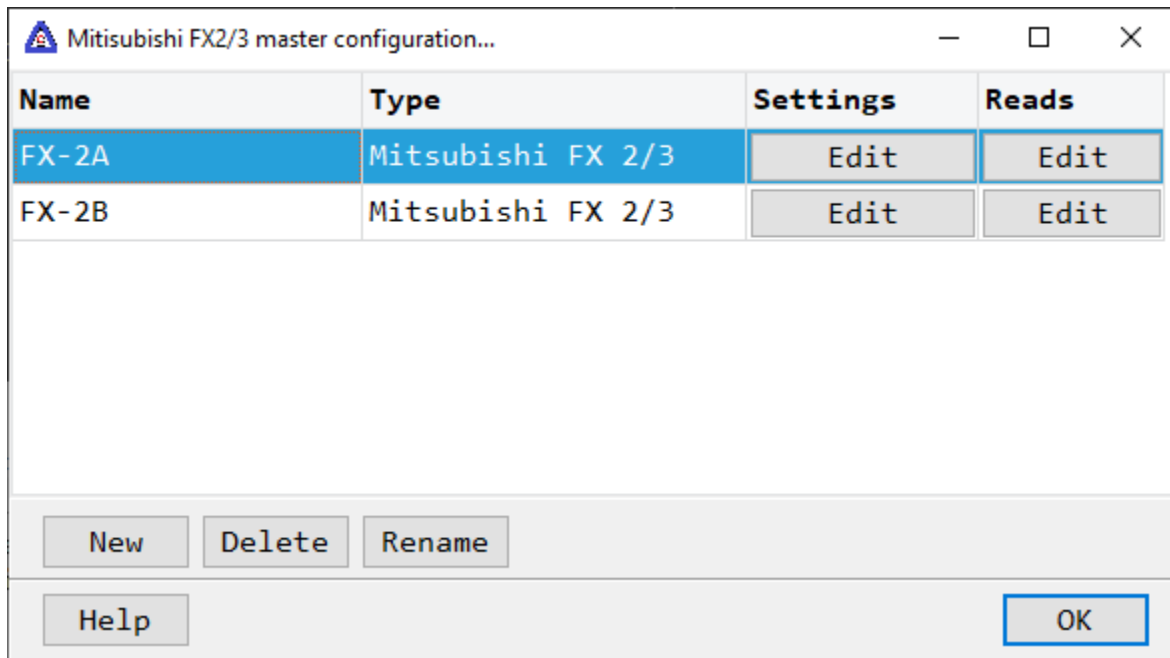 Mitisubishi FX2/3 master configuration...
Name Type Settings Reads
FX-2A Mitsubishi FX 2/3 Edit Edit
FX-2B Mitsubishi FX 2/3 Edit Edit
New Delete Rename
Help OK